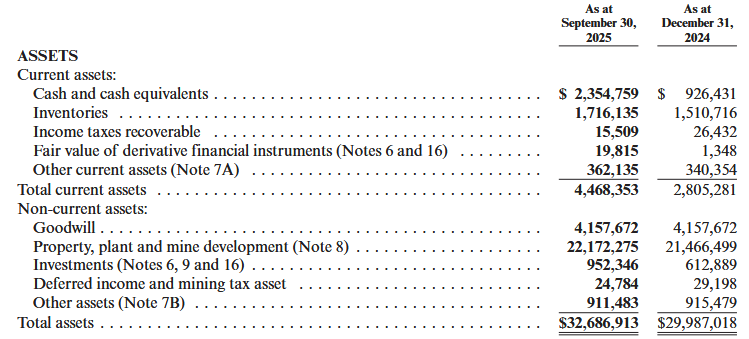 As at September 30, 2025 As at December 31, 2024
ASSETS
Current assets:
Cash and cash equivalents $ 2,354,759 $ 926,431
Inventories 1,716,135 1,510,716
Income taxes recoverable 15,509 26,432
Fair value of derivative financial instruments (Notes 6 and 16) 19,815 1,348
Other current assets (Note 7A) 362,135 340,354
Total current assets 4,468,353 2,805,281
Non-current assets:
Goodwill 4,157,672 4,157,672
Property, plant and mine development (Note 8) 22,172,275 21,466,499
Investments (Notes 6, 9 and 16) 952,346 612,889
Deferred income and mining tax asset 24,784 29,198
Other assets (Note 7B) 911,483 915,479
Total assets $32,686,913 $29,987,018